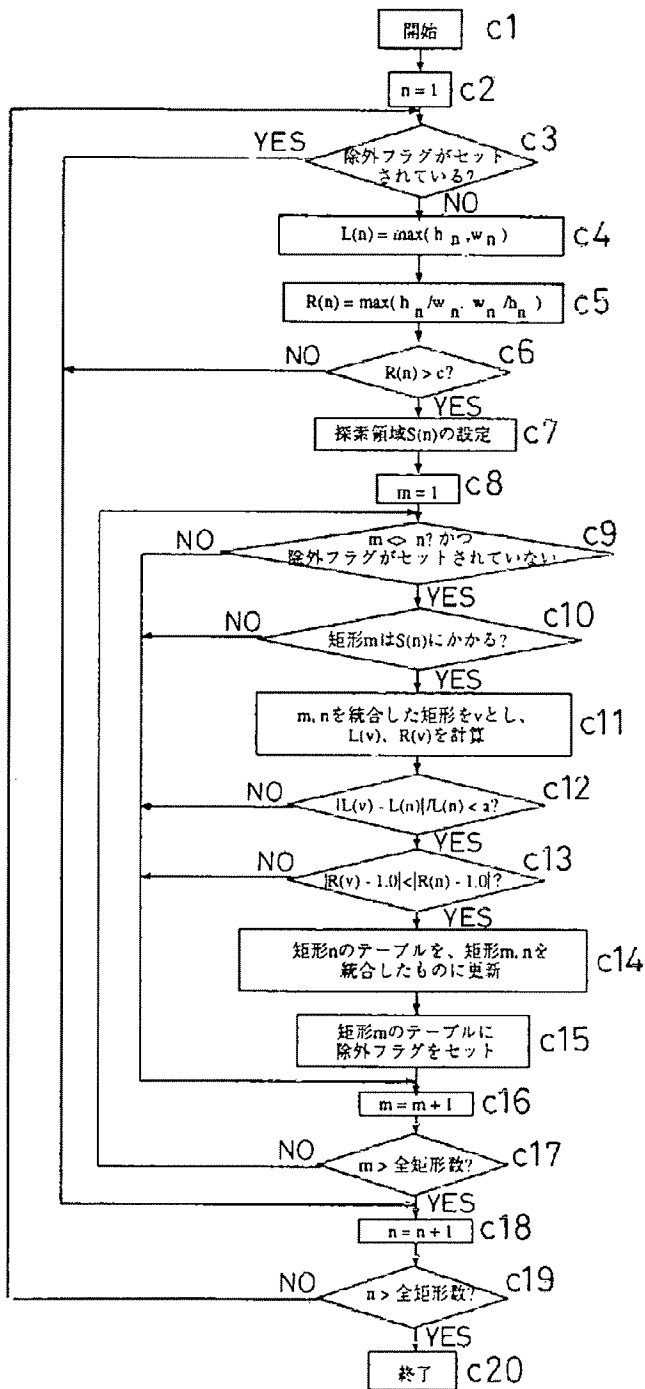 開始 c1
n = 1 c2
除外フラグがセット
されている? c3
YES
NO
L(n) = max( h_n , w_n ) c4
R(n) = max( h_n / w_n, w_n / h_n ) c5
R(n) > c? c6
NO
YES
探素領域S(n)の設定 c7
m = 1 c8
m <> n? かつ
除外フラグがセットされていない c9
NO
YES
矩形mはS(n)にかかる? c10
NO
YES
m, nを統合した矩形をvとし、
L(v)、R(v)を計算 c11
|L(v) - L(n)|/L(n) < a? c12
NO
YES
|R(v) - 1.0|<|R(n) - 1.0|? c13
NO
YES
矩形nのテーブルを、矩形m, nを
統合したものに更新 c14
矩形mのテーブルに
除外フラグをセット c15
m = m + 1 c16
m > 全矩形数? c17
NO
YES
n = n + 1 c18
n > 全矩形数? c19
NO
YES
終了 c20